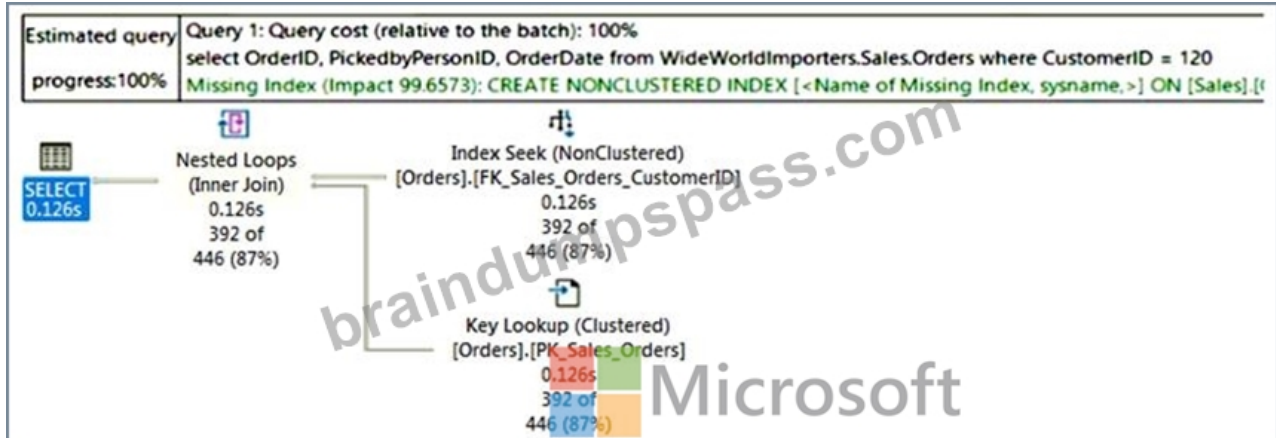 Estimated query progress:100%
Query 1: Query cost (relative to the batch): 100%
select OrderID, PickedbyPersonID, OrderDate from WideWorldImporters.Sales.Orders where CustomerID = 120
Missing Index (Impact 99.6573): CREATE NONCLUSTERED INDEX [<Name of Missing Index, sysname,>] ON [Sales].[
SELECT
0.126s
Nested Loops
(Inner Join)
0.126s
392 of
446 (87%)
Index Seek (NonClustered)
[Orders].[FK_Sales_Orders_CustomerID]
0.126s
392 of
446 (87%)
Key Lookup (Clustered)
[Orders].[PK_Sales_Orders]
0.126s
392 of
446 (87%)
braindumpspass.com
Microsoft